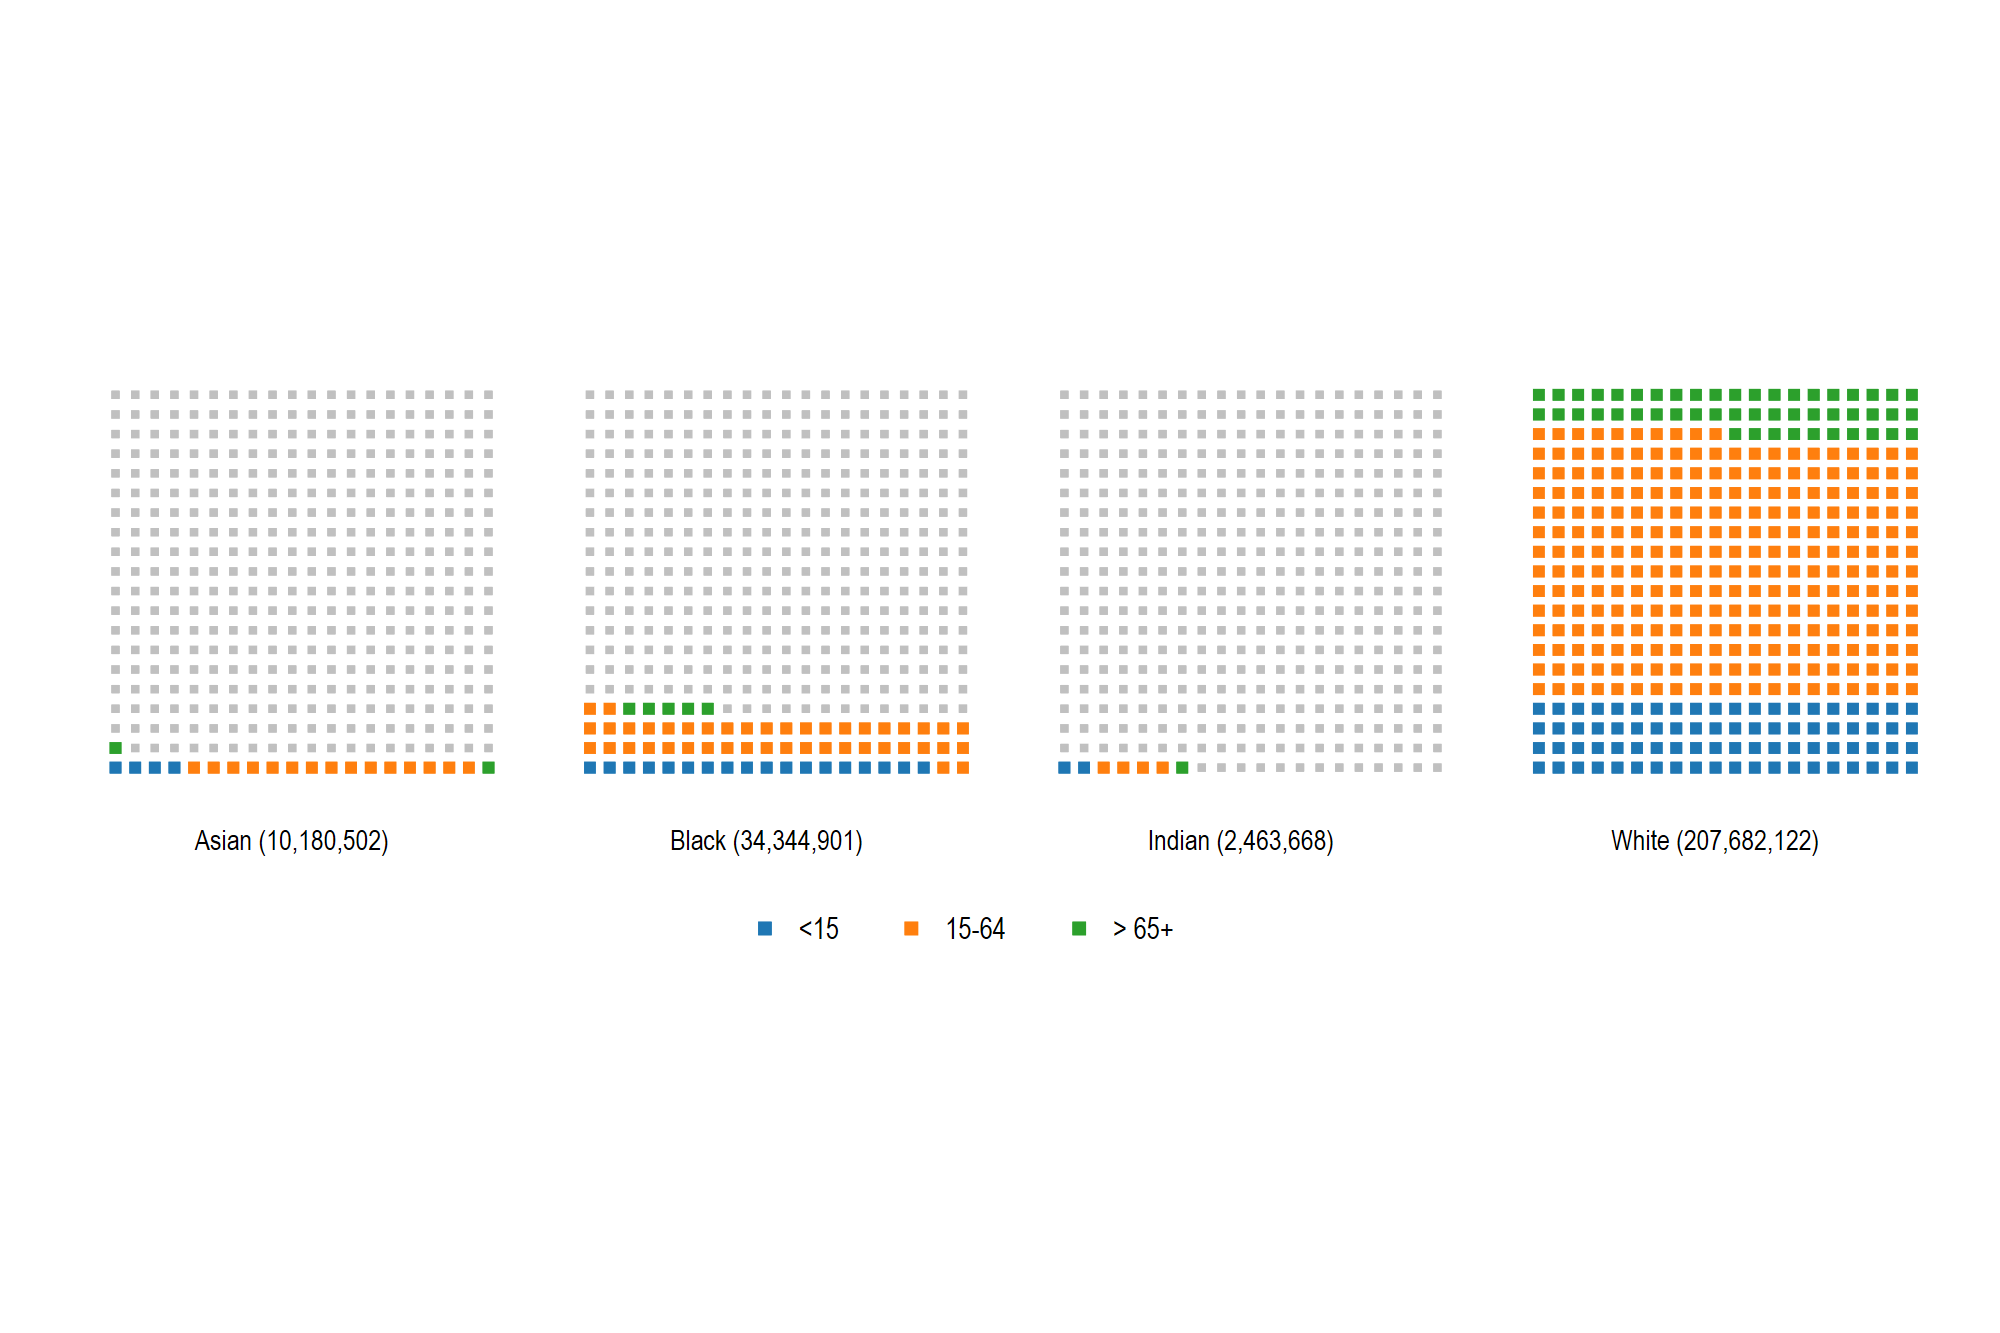 Asian (10,180,502)
Black (34,344,901)
Indian (2,463,668)
White (207,682,122)
<15
15-64
> 65+